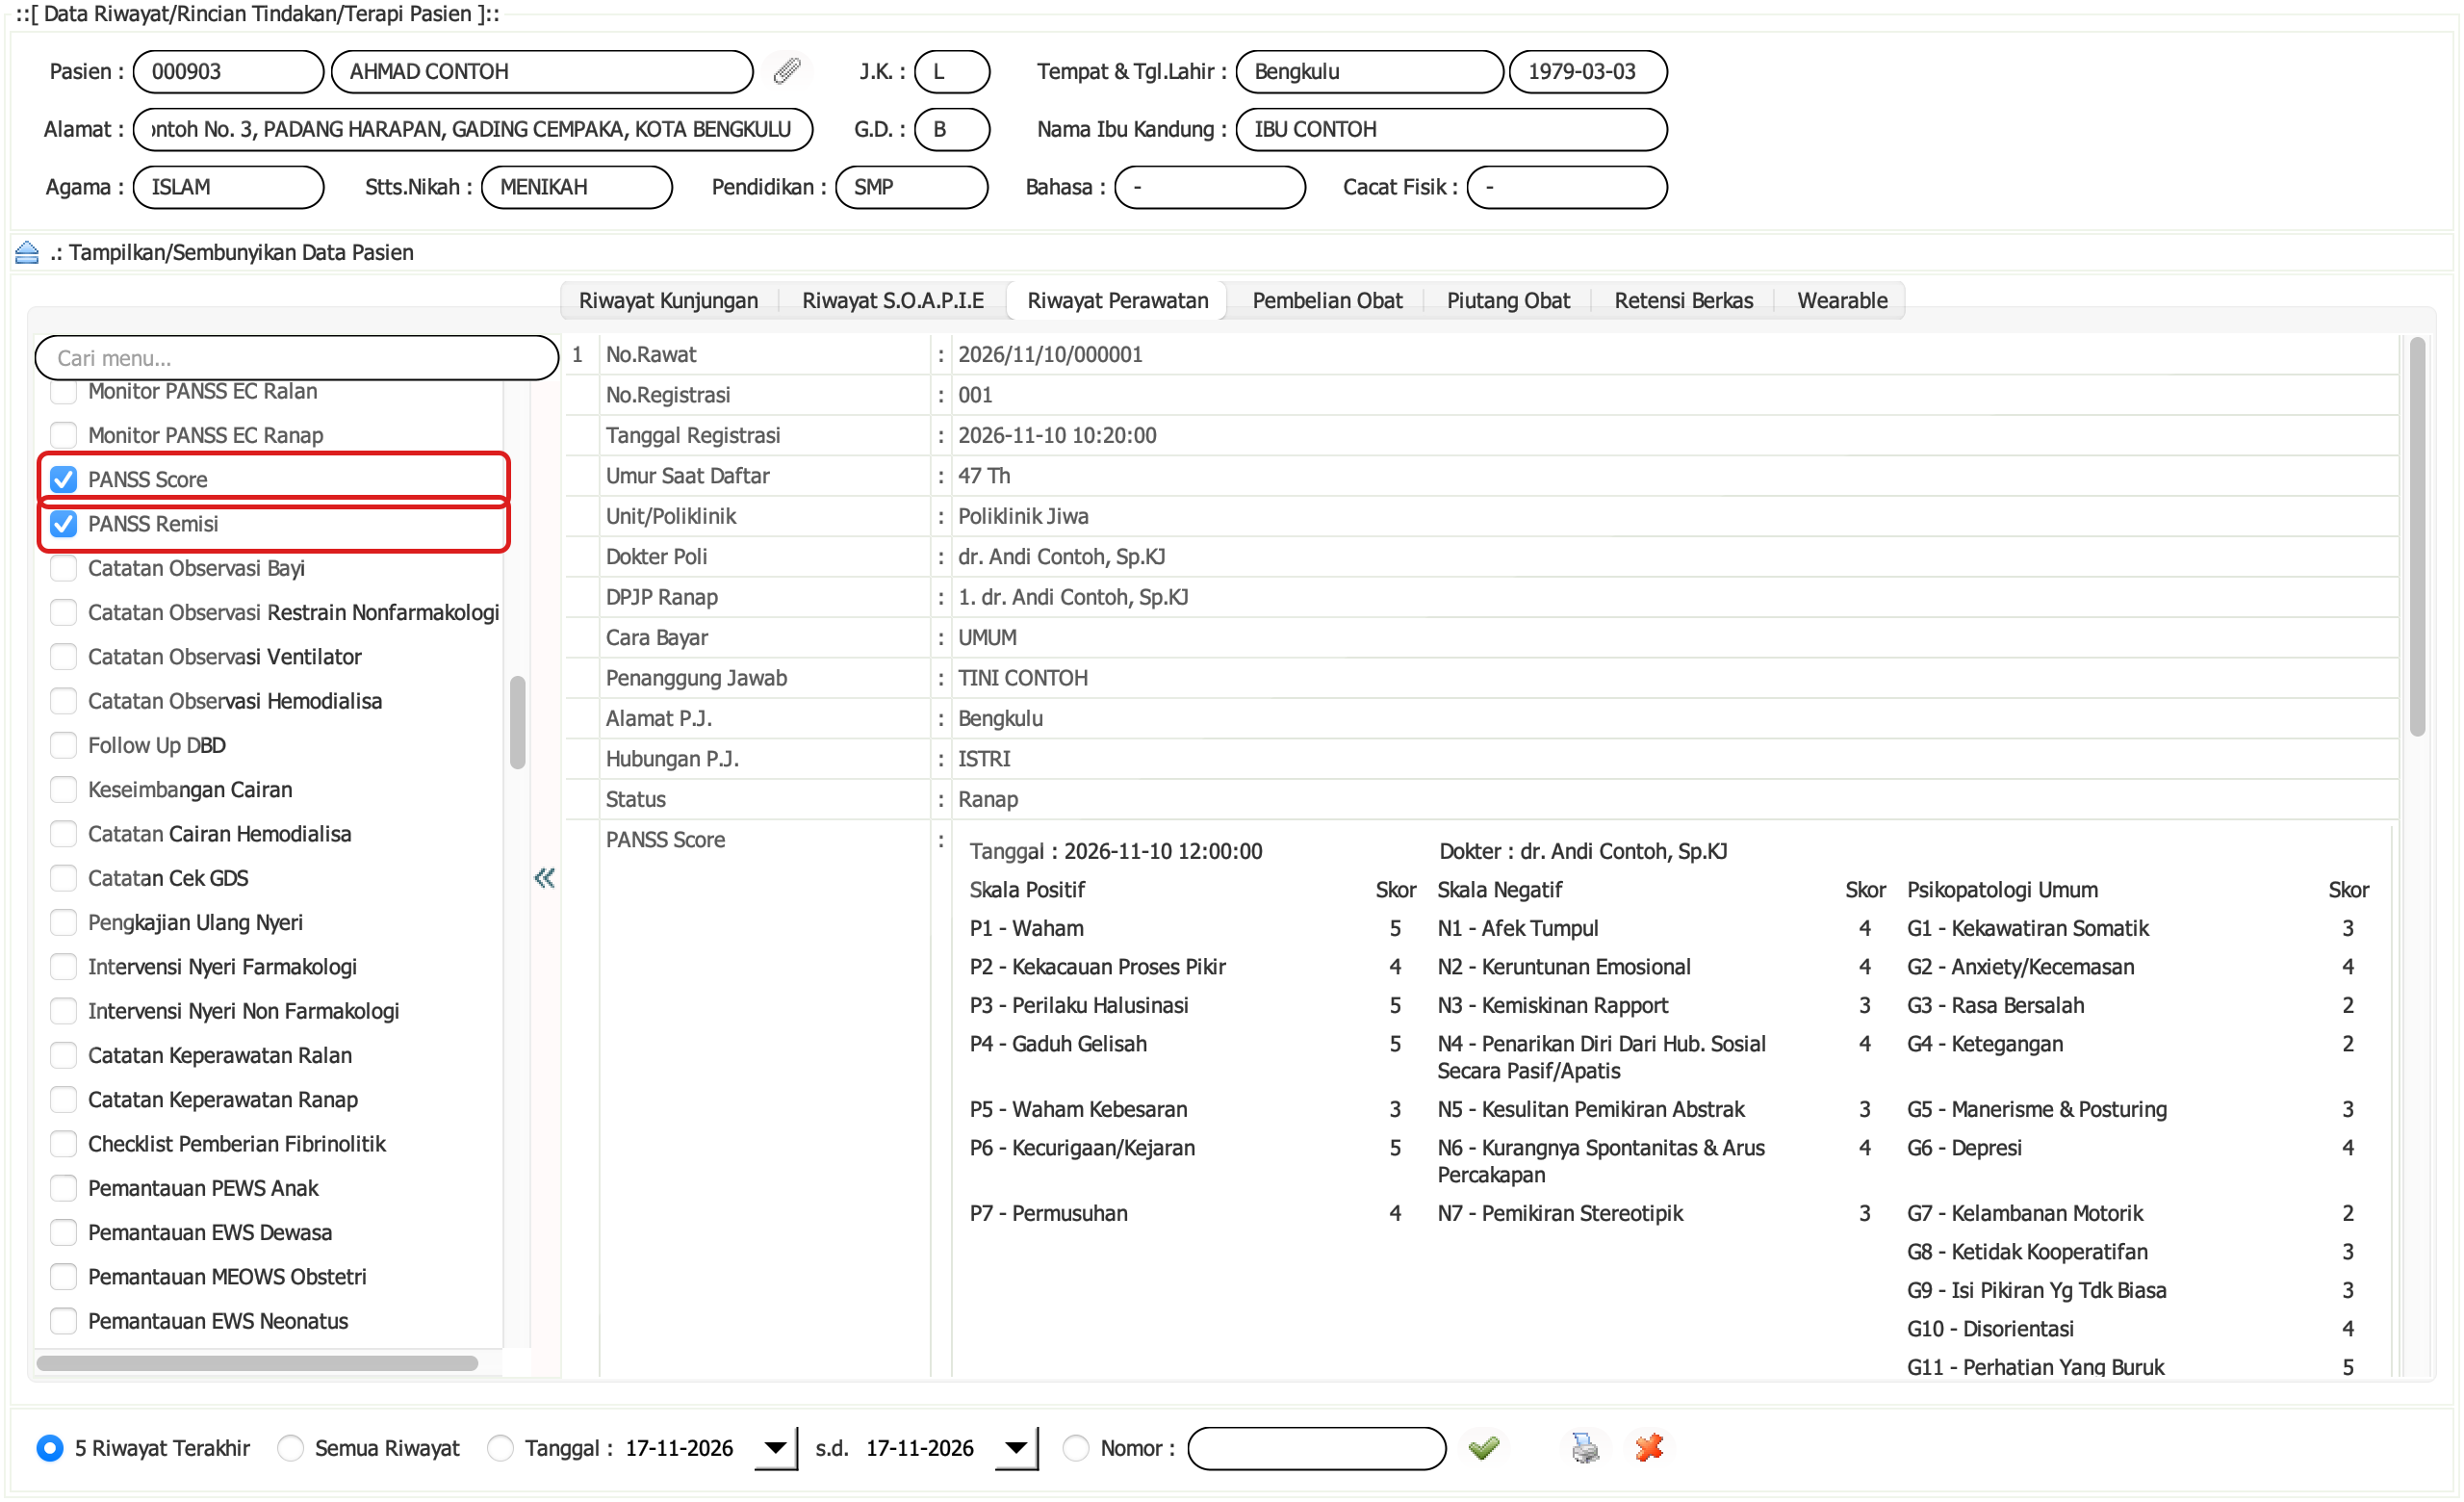 ::[ Data Riwayat/Rincian Tindakan/Terapi Pasien ]::
Pasien : 000903 AHMAD CONTOH J.K. : L Tempat & Tgl.Lahir : Bengkulu 1979-03-03
Alamat : ontoh No. 3, PADANG HARAPAN, GADING CEMPAKA, KOTA BENGKULU G.D. : B Nama Ibu Kandung : IBU CONTOH
Agama : ISLAM Stts.Nikah : MENIKAH Pendidikan : SMP Bahasa : - Cacat Fisik : -
.: Tampilkan/Sembunyikan Data Pasien
Riwayat Kunjungan Riwayat S.O.A.P.I.E Riwayat Perawatan Pembelian Obat Piutang Obat Retensi Berkas Wearable
Cari menu...
Monitor PANSS EC Ralan
Monitor PANSS EC Ranap
PANSS Score
PANSS Remisi
Catatan Observasi Bayi
Catatan Observasi Restrain Nonfarmakologi
Catatan Observasi Ventilator
Catatan Observasi Hemodialisa
Follow Up DBD
Keseimbangan Cairan
Catatan Cairan Hemodialisa
Catatan Cek GDS
Pengkajian Ulang Nyeri
Intervensi Nyeri Farmakologi
Intervensi Nyeri Non Farmakologi
Catatan Keperawatan Ralan
Catatan Keperawatan Ranap
Checklist Pemberian Fibrinolitik
Pemantauan PEWS Anak
Pemantauan EWS Dewasa
Pemantauan MEOWS Obstetri
Pemantauan EWS Neonatus
1 No.Rawat : 2026/11/10/000001
No.Registrasi : 001
Tanggal Registrasi : 2026-11-10 10:20:00
Umur Saat Daftar : 47 Th
Unit/Poliklinik : Poliklinik Jiwa
Dokter Poli : dr. Andi Contoh, Sp.KJ
DPJP Ranap : 1. dr. Andi Contoh, Sp.KJ
Cara Bayar : UMUM
Penanggung Jawab : TINI CONTOH
Alamat P.J. : Bengkulu
Hubungan P.J. : ISTRI
Status : Ranap
PANSS Score :
Tanggal : 2026-11-10 12:00:00 Dokter : dr. Andi Contoh, Sp.KJ
Skala Positif Skor Skala Negatif Skor Psikopatologi Umum Skor
P1 - Waham 5 N1 - Afek Tumpul 4 G1 - Kekawatiran Somatik 3
P2 - Kekacauan Proses Pikir 4 N2 - Keruntunan Emosional 4 G2 - Anxiety/Kecemasan 4
P3 - Perilaku Halusinasi 5 N3 - Kemiskinan Rapport 3 G3 - Rasa Bersalah 2
P4 - Gaduh Gelisah 5 N4 - Penarikan Diri Dari Hub. Sosial 4 G4 - Ketegangan 2
Secara Pasif/Apatis
P5 - Waham Kebesaran 3 N5 - Kesulitan Pemikiran Abstrak 3 G5 - Manerisme & Posturing 3
P6 - Kecurigaan/Kejaran 5 N6 - Kurangnya Spontanitas & Arus 4 G6 - Depresi 4
Percakapan
P7 - Permusuhan 4 N7 - Pemikiran Stereotipik 3 G7 - Kelambanan Motorik 2
G8 - Ketidak Kooperatifan 3
G9 - Isi Pikiran Yg Tdk Biasa 3
G10 - Disorientasi 4
G11 - Perhatian Yang Buruk 5
5 Riwayat Terakhir Semua Riwayat Tanggal : 17-11-2026 s.d. 17-11-2026 Nomor :